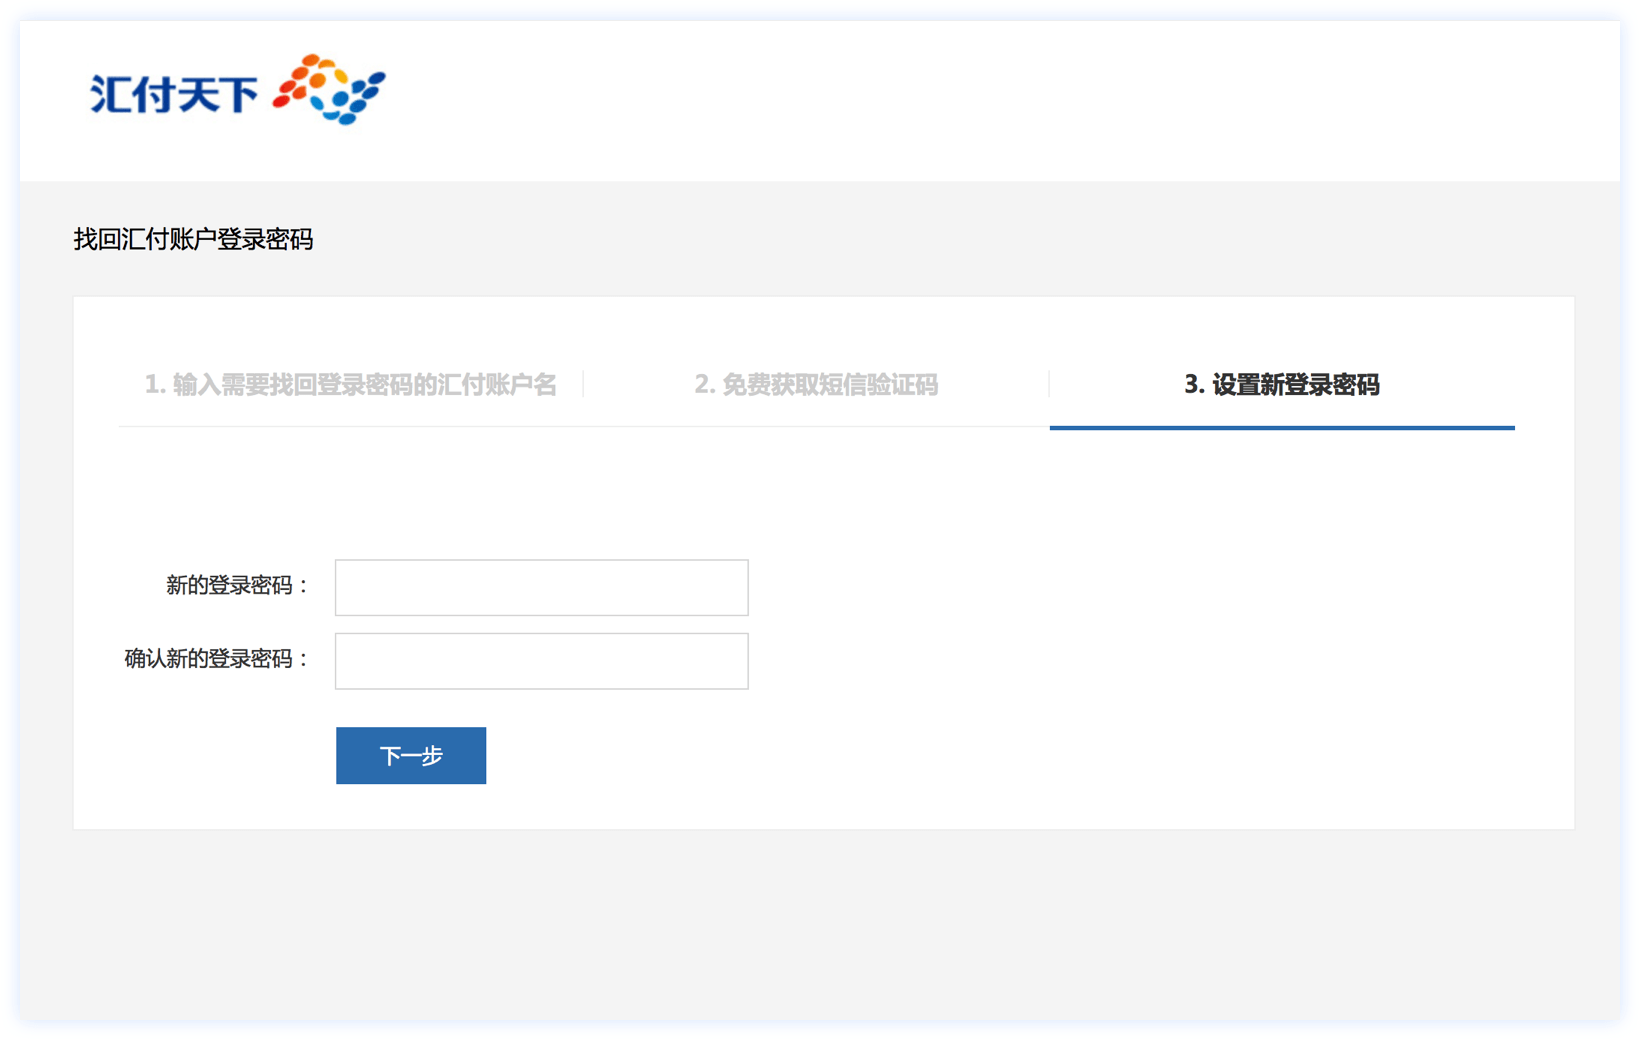 汇付天下
找回汇付账户登录密码
1. 输入需要找回登录密码的汇付账户名
2. 免费获取短信验证码
3. 设置新登录密码
新的登录密码：
确认新的登录密码：
下一步